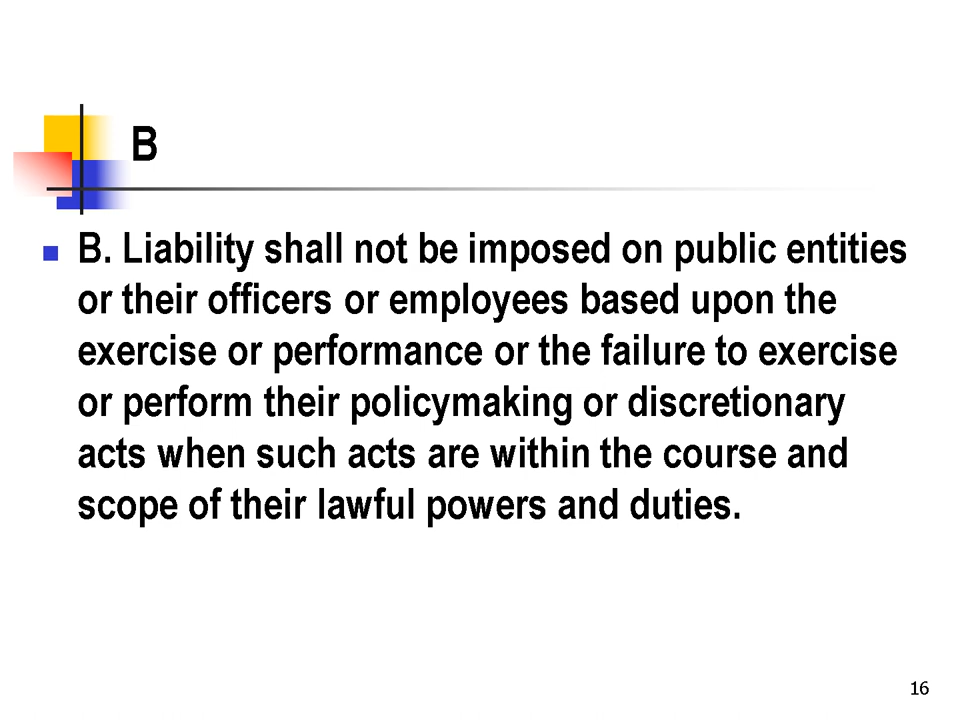 B
B. Liability shall not be imposed on public entities
or their officers or employees based upon the
exercise or performance or the failure to exercise
or perform their policymaking or discretionary
acts when such acts are within the course and
scope of their lawful powers and duties.
16